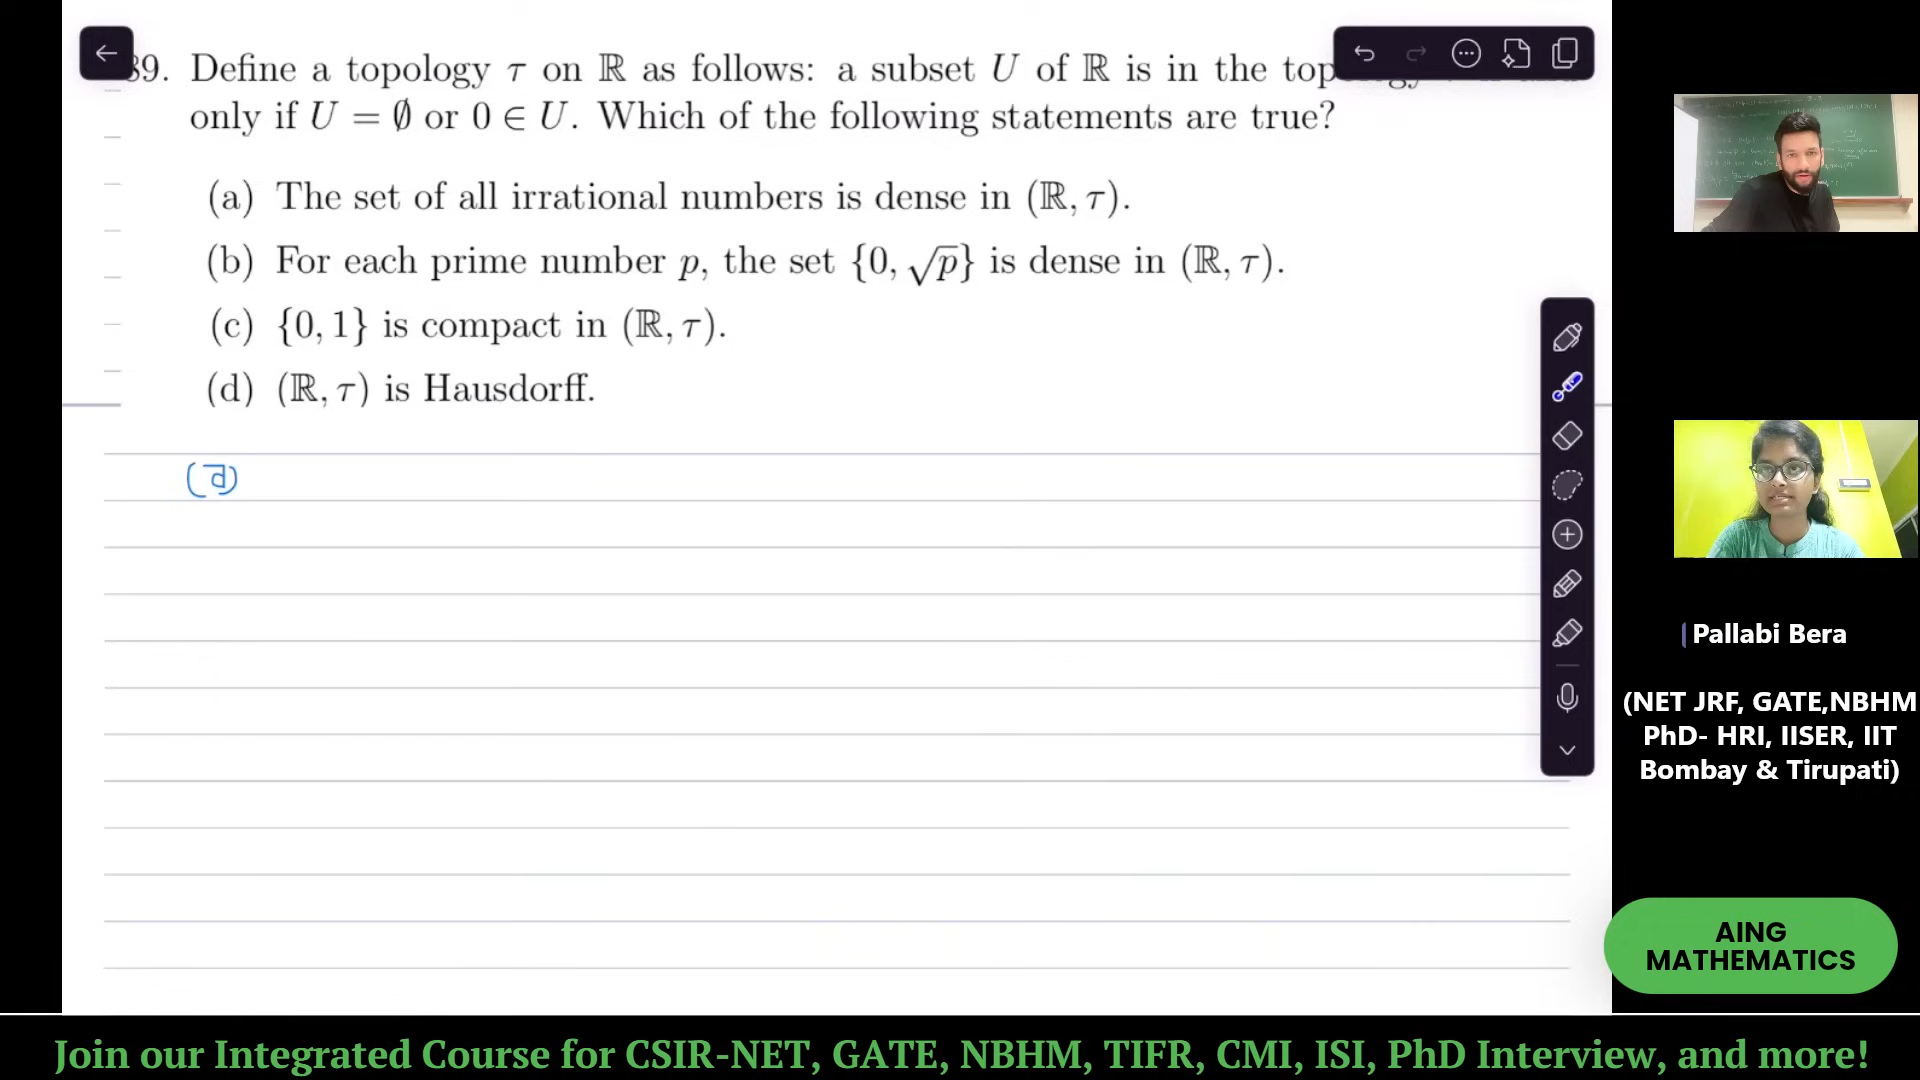 39. Define a topology τ on ℝ as follows: a subset U of ℝ is in the
only if U = ∅ or 0 ∈ U. Which of the following statements are true?
(a) The set of all irrational numbers is dense in (ℝ, τ).
(b) For each prime number p, the set {0, √p} is dense in (ℝ, τ).
(c) {0, 1} is compact in (ℝ, τ).
(d) (ℝ, τ) is Hausdorff.
(a)
Pallabi Bera
(NET JRF, GATE,NBHM
PhD- HRI, IISER, IIT
Bombay & Tirupati)
AING
MATHEMATICS
Join our Integrated Course for CSIR-NET, GATE, NBHM, TIFR, CMI, ISI, PhD Interview, and more!